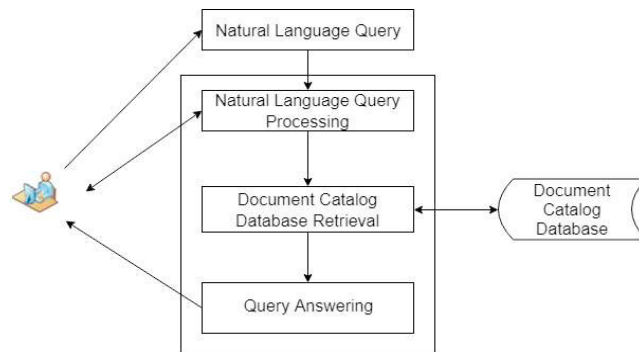 Natural Language Query
Natural Language Query
Processing
Document Catalog
Database Retrieval
Document
Catalog
Database
Query Answering